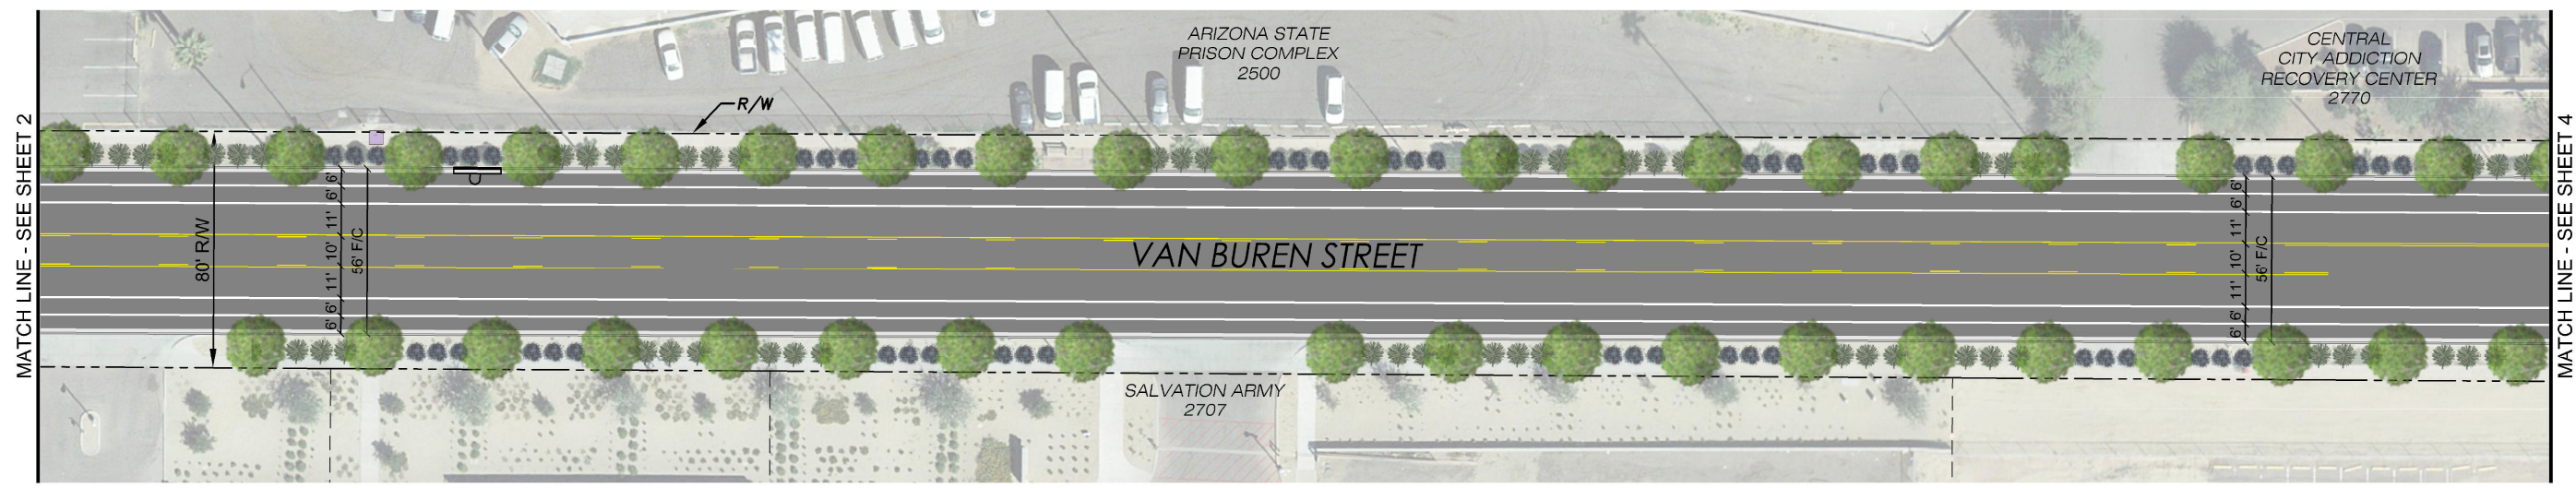 MATCH LINE - SEE SHEET 2
ARIZONA STATE
PRISON COMPLEX
2500
CENTRAL
CITY ADDICTION
RECOVERY CENTER
2770
R/W
80' R/W
6'
6'
11'
10'
11'
6'
6'
56' F/C
VAN BUREN STREET
6'
6'
11'
10'
11'
6'
6'
56' F/C
SALVATION ARMY
2707
MATCH LINE - SEE SHEET 4